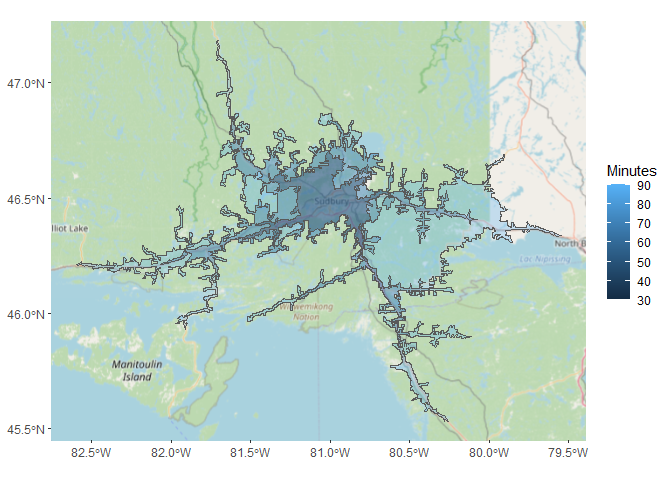 47.0°N
46.5°N
46.0°N
45.5°N
82.5°W
82.0°W
81.5°W
81.0°W
80.5°W
80.0°W
79.5°W
Minutes
90
80
70
60
50
40
30
Sudbury
lliot Lake
North B
Lac Nipissing
Wiikwemikong
Nation
Manitoulin
Island